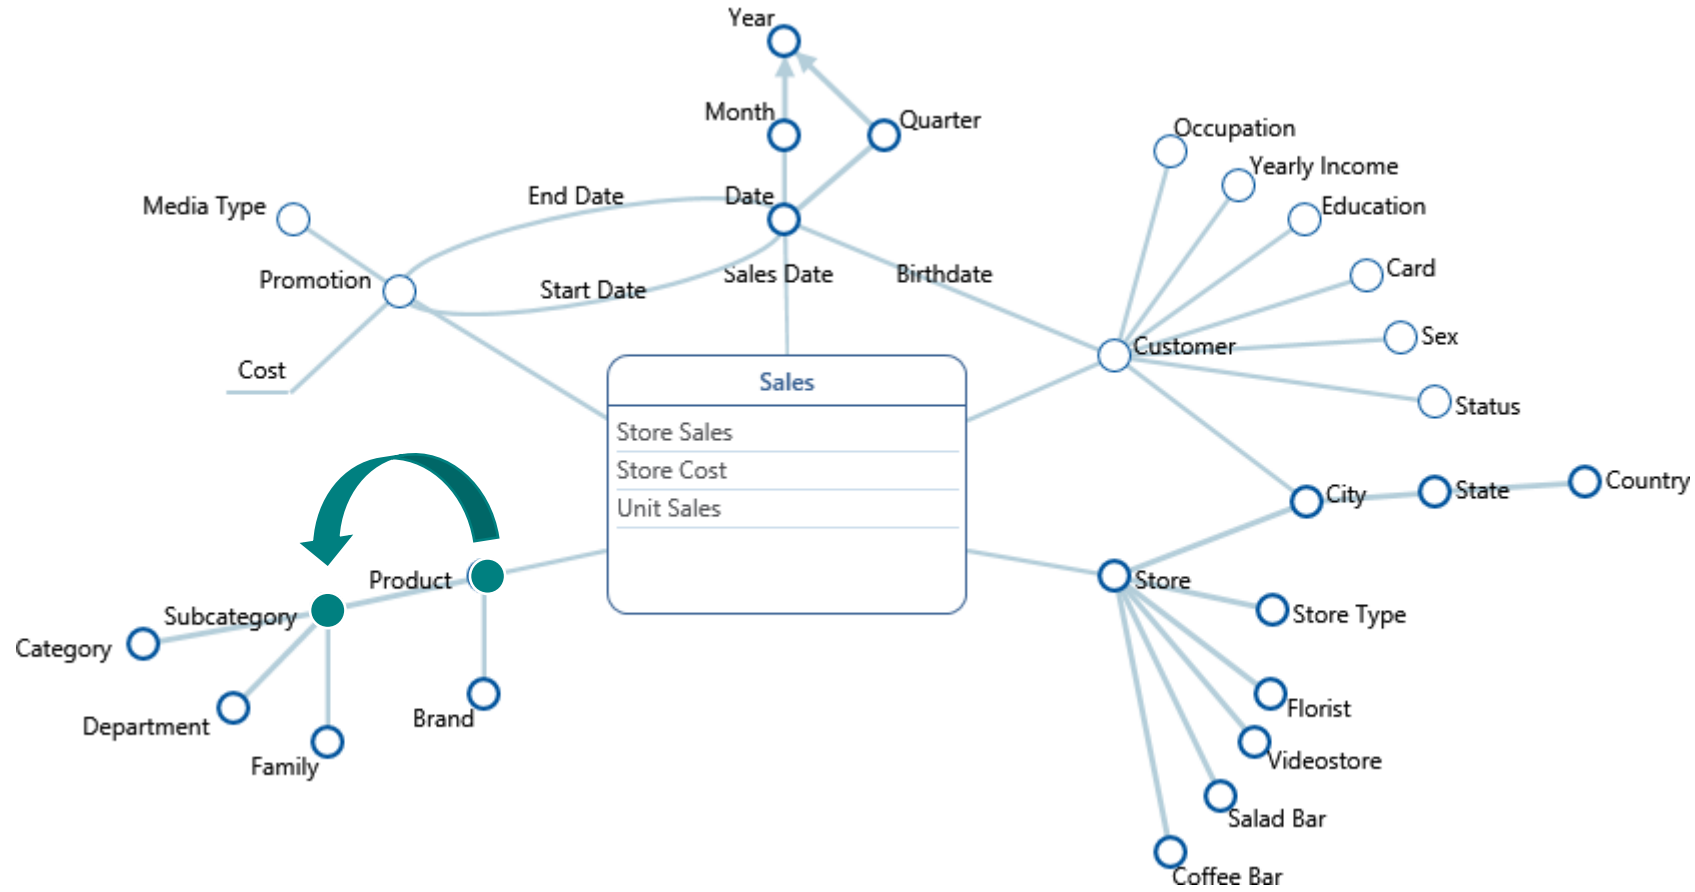 Year
Month
Quarter
Occupation
Yearly Income
Education
Media Type
End Date
Date
Promotion
Start Date
Sales Date
Birthdate
Card
Sex
Customer
Cost
Status
Sales
Store Sales
Store Cost
Unit Sales
City
State
Country
Product
Store
Subcategory
Store Type
Category
Department
Brand
Florist
Family
Videostore
Salad Bar
Coffee Bar